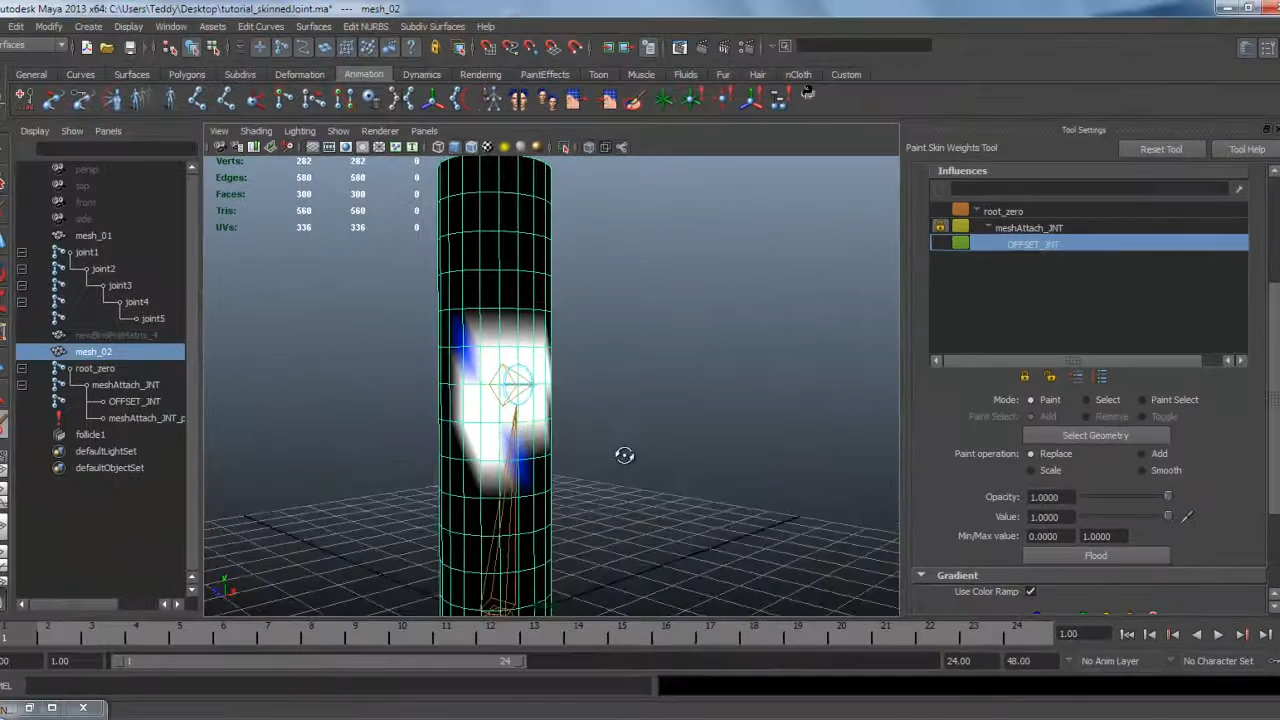 Autodesk Maya 2013 x64: C:\Users\Teddy\Desktop\tutorial_skinnedJoint.ma* --- mesh_02
Edit Modify Create Display Window Assets Edit Curves Surfaces Edit NURBS Subdiv Surfaces Help
General Curves Surfaces Polygons Subdivs Deformation Animation Dynamics Rendering PaintEffects Toon Muscle Fluids Fur Hair nCloth Custom
Display Show Panels
View Shading Lighting Show Renderer Panels
Tool Settings
Paint Skin Weights Tool Reset Tool Tool Help
Verts: 282 282 0
Edges: 580 580 0
Faces: 300 300 0
Tris: 560 560 0
UVs: 336 336 0
persp
top
front
side
mesh_01
joint1
joint2
joint3
joint4
joint5
mesh_02
root_zero
meshAttach_JNT
OFFSET_JNT
meshAttach_JNT_p
follicle1
defaultLightSet
defaultObjectSet
Influences
root_zero
meshAttach_JNT
OFFSET_JNT
Mode: Paint Select Paint Select
Paint Select: Add Remove Toggle
Select Geometry
Paint operation: Replace Add
Scale Smooth
Opacity: 1.0000
Value: 1.0000
Min/Max value: 0.0000 1.0000
Flood
Gradient
Use Color Ramp
1 2 3 4 5 6 7 8 9 10 11 12 13 14 15 16 17 18 19 20 21 22 23 24
1 1.00
1.00 1 24 24.00 48.00 No Anim Layer No Character Set
MEL